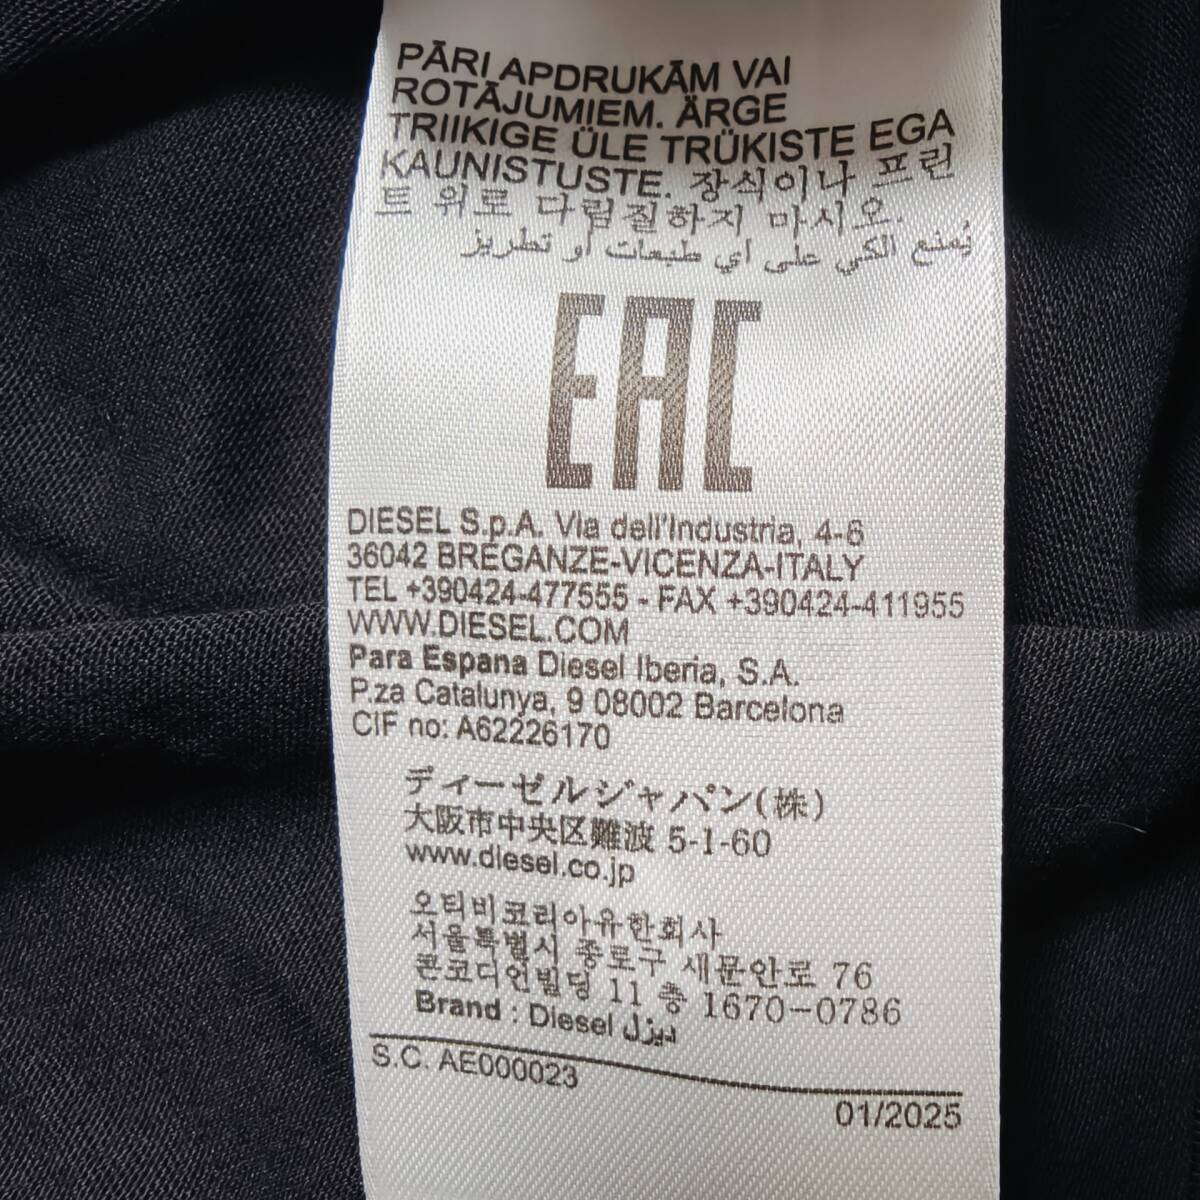 PĀRI APDRUKĀM VAI
ROTĀJUMIEM. ÄRGE
TRIIKIGE ÜLE TRÜKISTE EGA
KAUNISTUSTE. 장식이나 프린
트 위로 다림질하지 마시오.
يُمنع الكي على أي طبعات أو تطريز
EAC
DIESEL S.p.A. Via dell'Industria, 4-6
36042 BREGANZE-VICENZA-ITALY
TEL +390424-477555 - FAX +390424-411955
WWW.DIESEL.COM
Para Espana Diesel Iberia, S.A.
P.za Catalunya, 9 08002 Barcelona
CIF no: A62226170
ディーゼルジャパン(株)
大阪市中央区難波 5-1-60
www.diesel.co.jp
오티비코리아유한회사
서울특별시 종로구 새문안로 76
콘코디언빌딩 11 층 1670-0786
Brand : Diesel ديزل
S.C. AE000023
01/2025